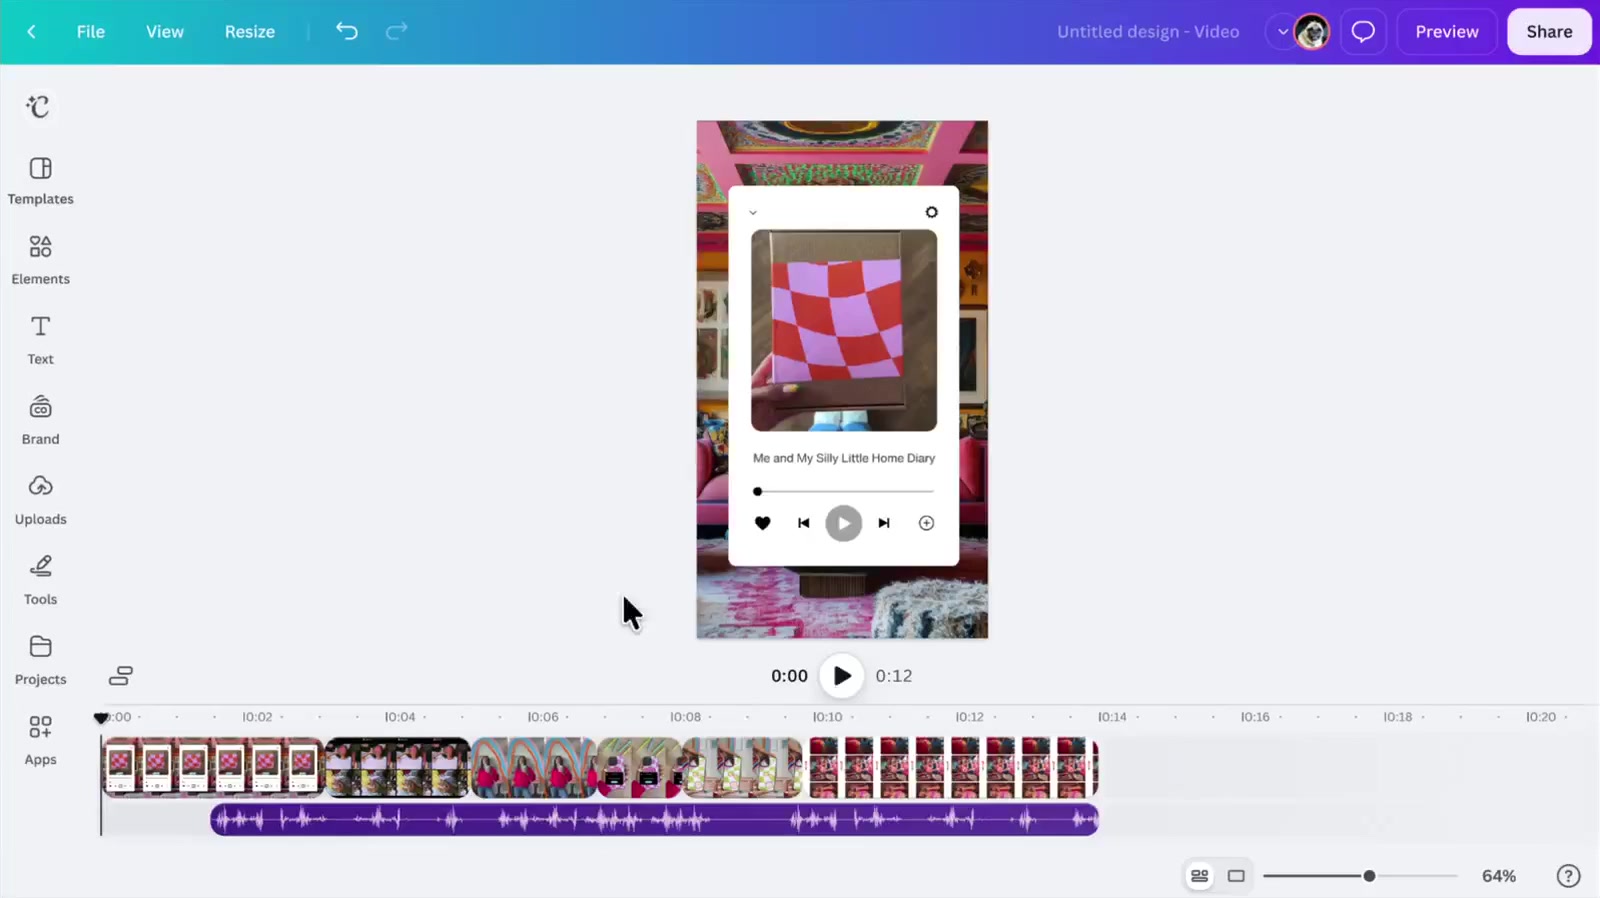 File View Resize Untitled design - Video Preview Share
Templates
Elements
Text
Brand
Uploads
Tools
Projects
Apps
Me and My Silly Little Home Diary
0:00 0:12
0:00 0:02 0:04 0:06 0:08 0:10 0:12 0:14 0:16 0:18 0:20
64% ?